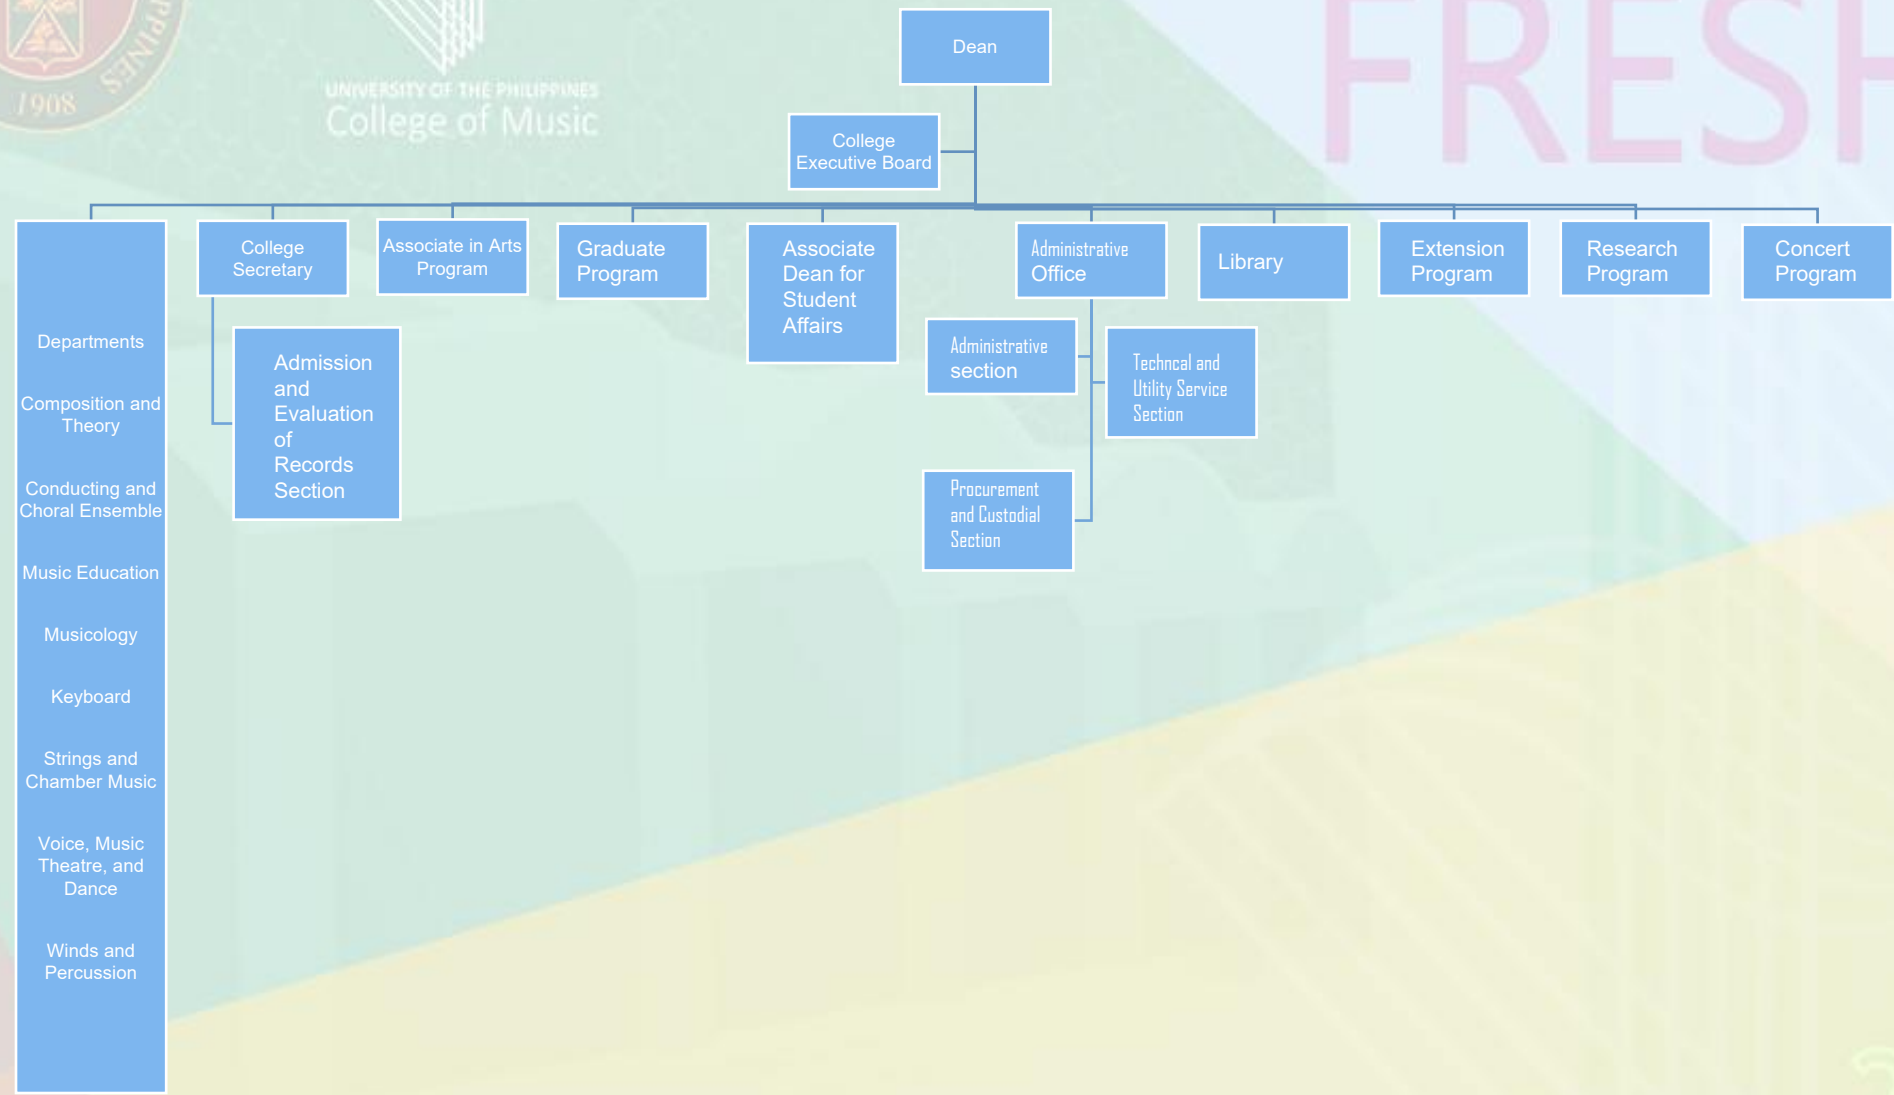 PPINES
1908
UNIVERSITY OF THE PHILIPPINES
College of Music
FRESH
Dean
College
Executive Board
Departments
Composition and
Theory
Conducting and
Choral Ensemble
Music Education
Musicology
Keyboard
Strings and
Chamber Music
Voice, Music
Theatre, and
Dance
Winds and
Percussion
College
Secretary
Admission
and
Evaluation
of
Records
Section
Associate in Arts
Program
Graduate
Program
Associate
Dean for
Student
Affairs
Administrative
Office
Administrative
section
Techncal and
Utility Service
Section
Procurement
and Custodial
Section
Library
Extension
Program
Research
Program
Concert
Program